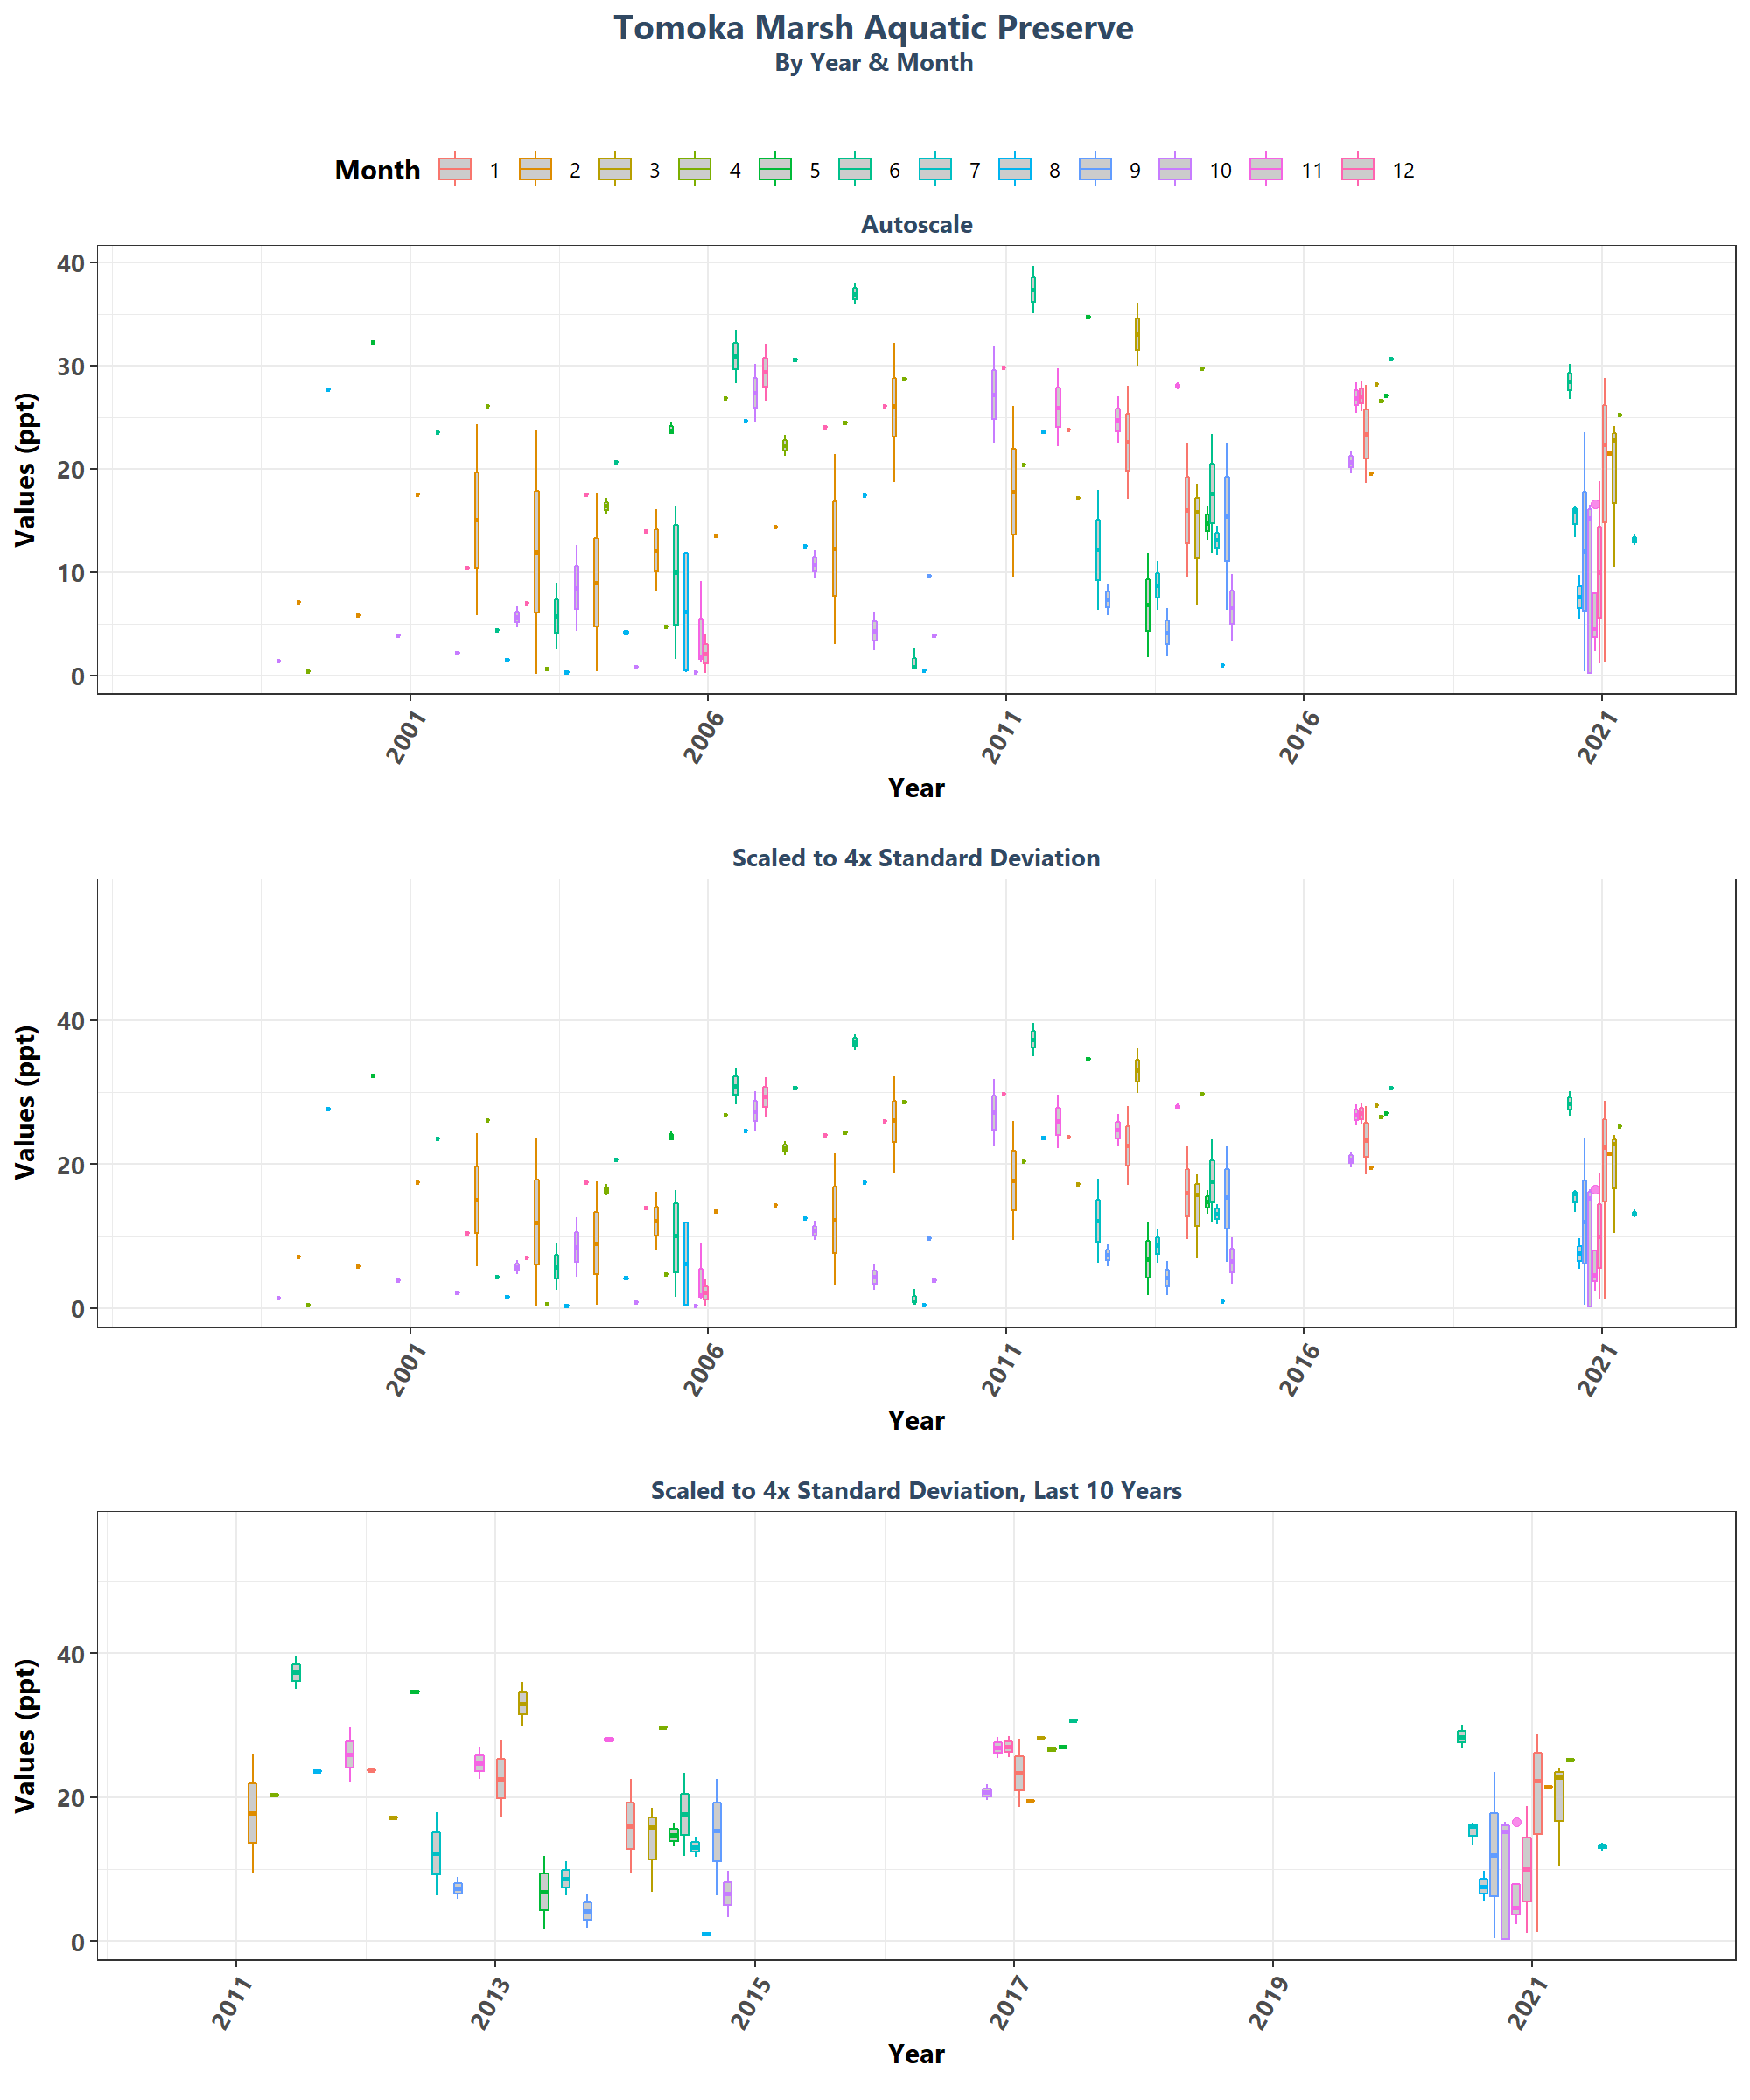 Tomoka Marsh Aquatic Preserve
By Year & Month
Month 1 2 3 4 5 6 7 8 9 10 11 12
Autoscale
40
30
20
10
0
Values (ppt)
2001 2006 2011 2016 2021
Year
Scaled to 4x Standard Deviation
40
20
0
Values (ppt)
2001 2006 2011 2016 2021
Year
Scaled to 4x Standard Deviation, Last 10 Years
40
20
0
Values (ppt)
2011 2013 2015 2017 2019 2021
Year